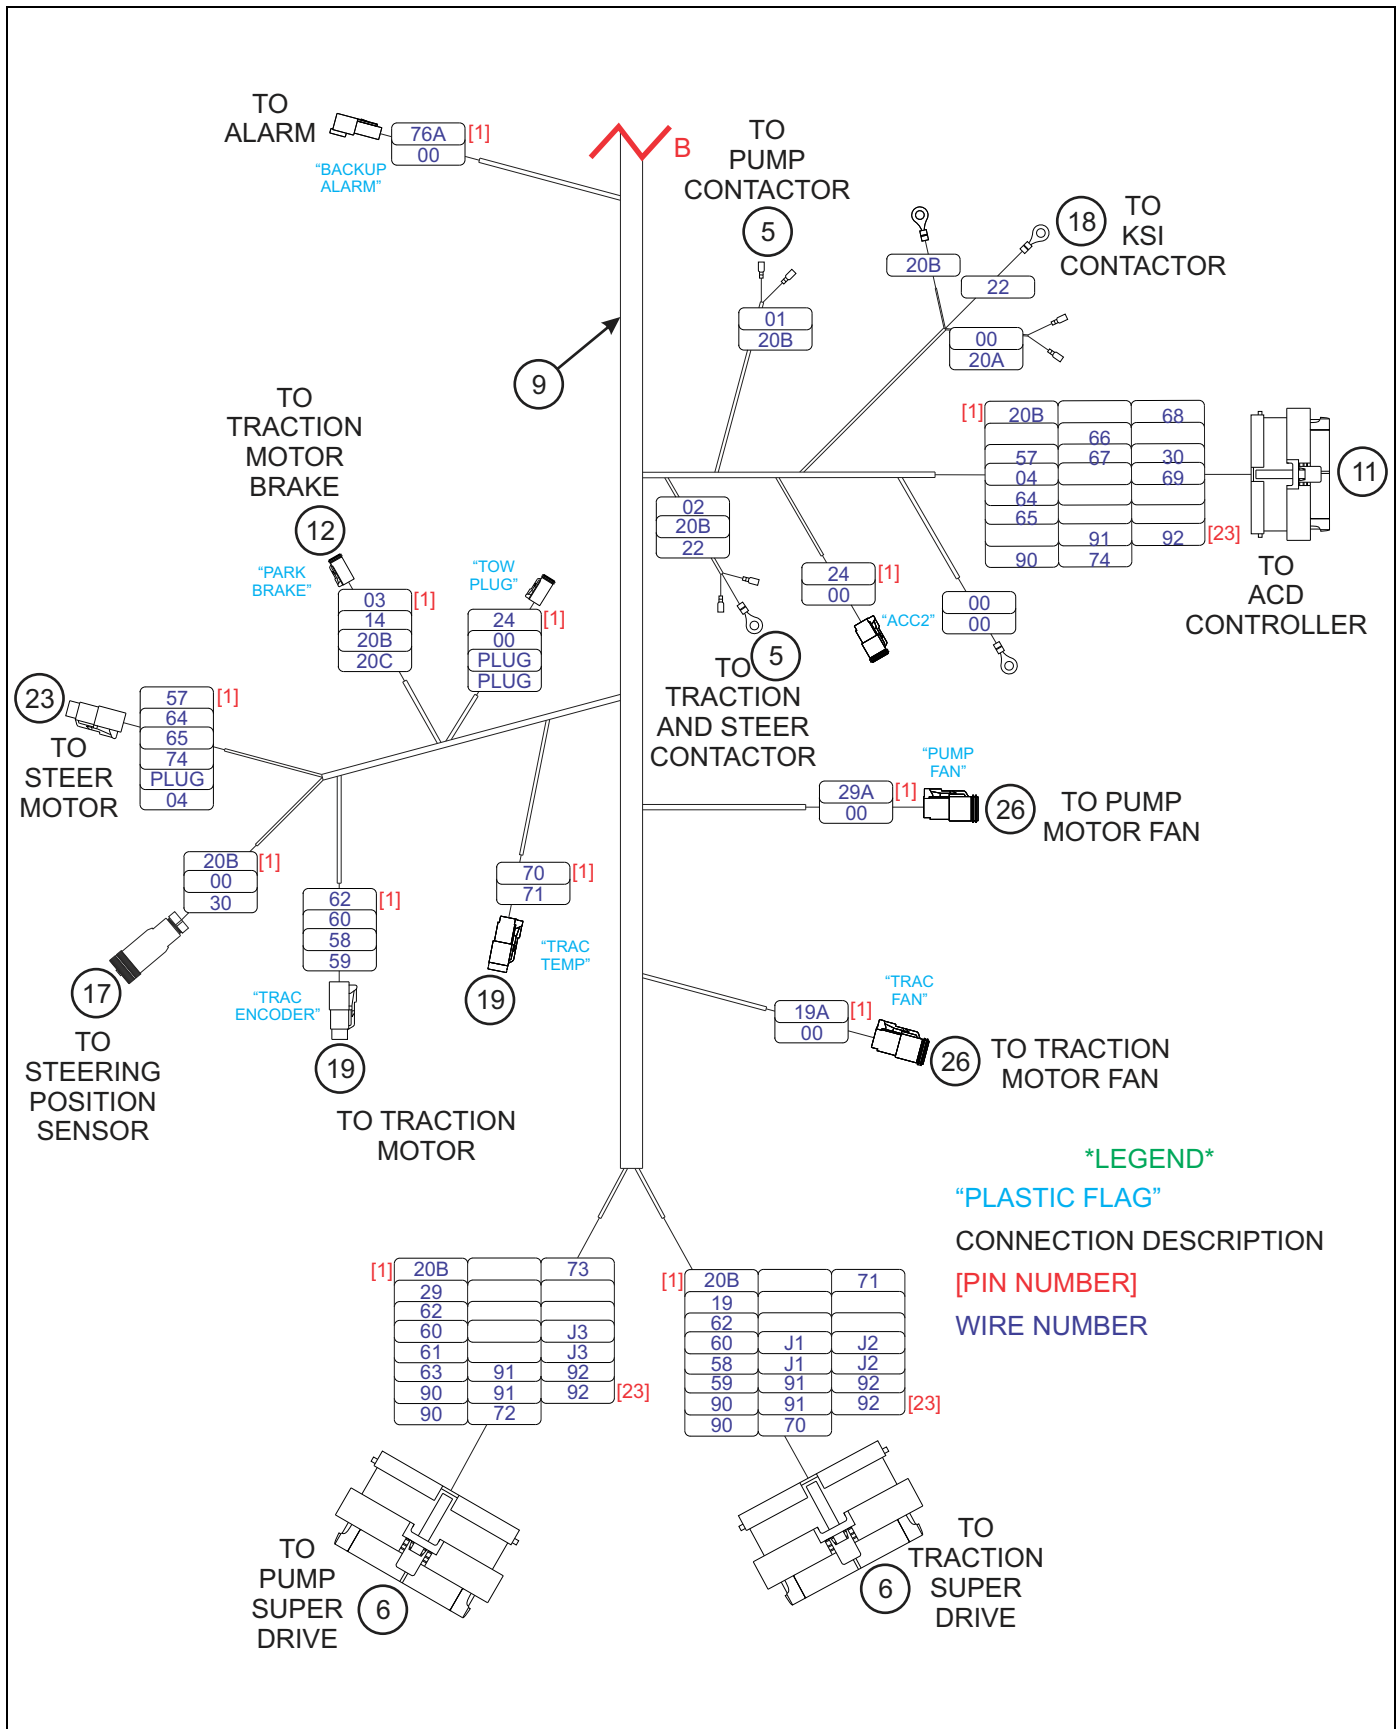 TO
ALARM
76A [1]
00
“BACKUP
ALARM”
B
TO
PUMP
CONTACTOR
5
01
20B
18
TO
KSI
CONTACTOR
20B
22
00
20A
9
[1] 20B 68
66
57 67 30
04 69
64
65
91 92 [23]
90 74
11
TO
ACD
CONTROLLER
TO
TRACTION
MOTOR
BRAKE
12
“PARK
BRAKE”
03 [1]
14
20B
20C
“TOW
PLUG”
24 [1]
00
PLUG
PLUG
02
20B
22
5
TO
TRACTION
AND STEER
CONTACTOR
24 [1]
00
“ACC2”
00
00
23
TO
STEER
MOTOR
57 [1]
64
65
74
PLUG
04
“PUMP
FAN”
29A [1]
00
26
TO PUMP
MOTOR FAN
20B [1]
00
30
17
TO
STEERING
POSITION
SENSOR
62 [1]
60
58
59
“TRAC
ENCODER”
19
70 [1]
71
“TRAC
TEMP”
19
TO TRACTION
MOTOR
“TRAC
FAN”
19A [1]
00
26
TO TRACTION
MOTOR FAN
*LEGEND*
“PLASTIC FLAG”
CONNECTION DESCRIPTION
[PIN NUMBER]
WIRE NUMBER
[1] 20B 73
29
62
60 J3
61 J3
63 91 92
90 91 92 [23]
90 72
TO
PUMP
SUPER
DRIVE
6
[1] 20B 71
19
62
60 J1 J2
58 J1 J2
59 91 92
90 91 92 [23]
90 70
6
TO
TRACTION
SUPER
DRIVE